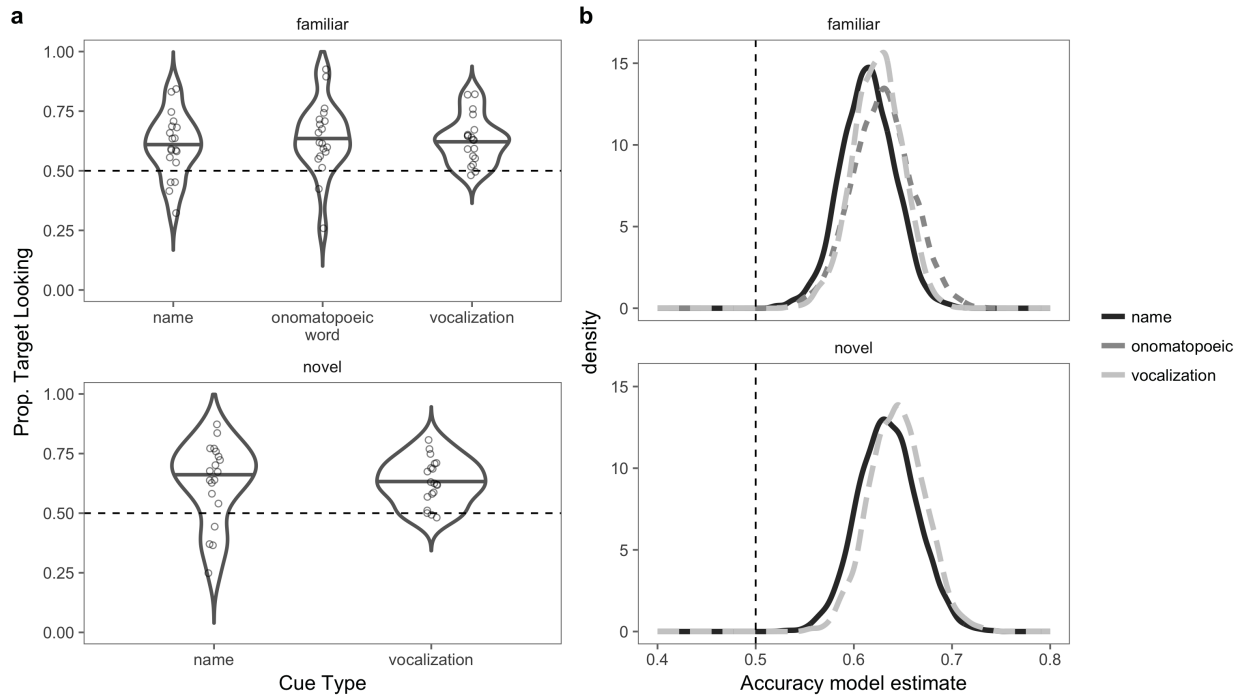 a
familiar
1.00
0.75
0.50
0.25
0.00
name
onomatopoeic
word
vocalization
novel
1.00
0.75
0.50
0.25
0.00
name
vocalization
Prop. Target Looking
Cue Type
b
familiar
15
10
5
0
novel
15
10
5
0
0.4
0.5
0.6
0.7
0.8
density
Accuracy model estimate
name
onomatopoeic
vocalization